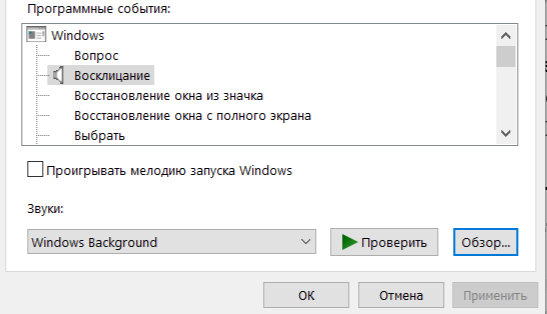 Программные события:
Windows
Вопрос
Восклицание
Восстановление окна из значка
Восстановление окна с полного экрана
Выбрать
Проигрывать мелодию запуска Windows
Звуки:
Windows Background
Проверить
Обзор...
ОК
Отмена
Применить